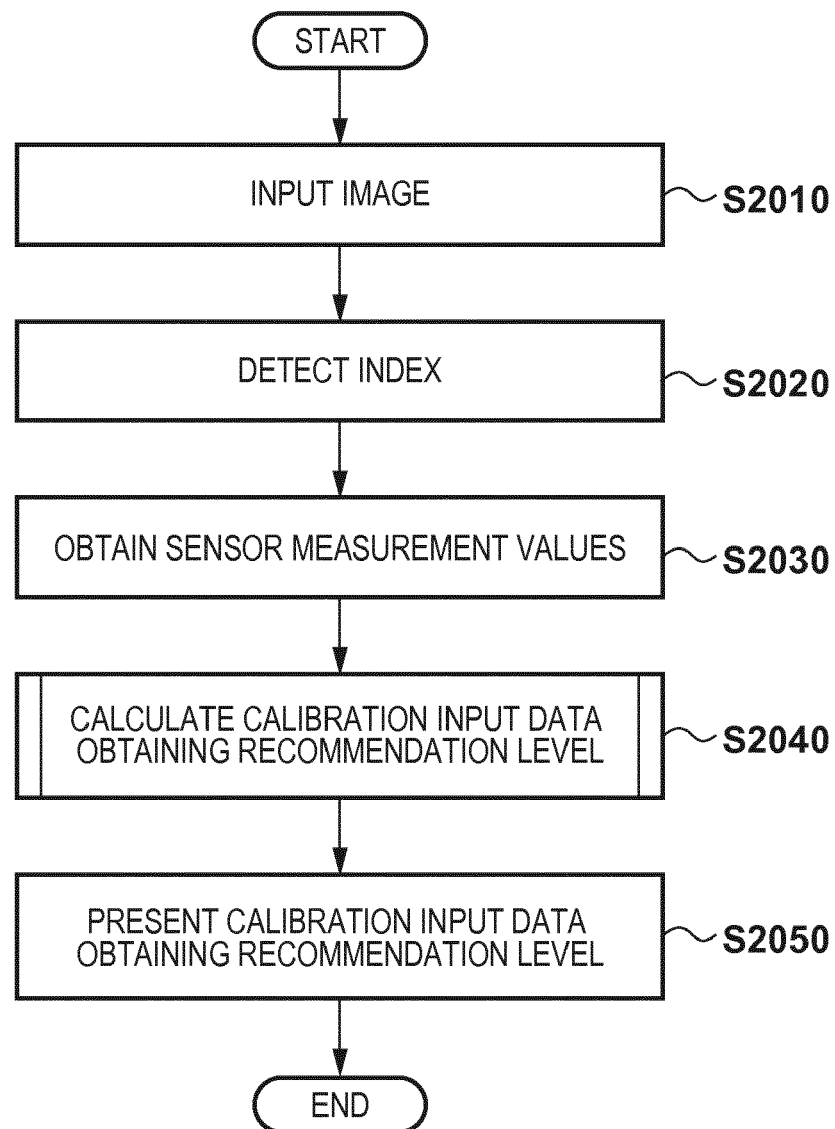 START
INPUT IMAGE
S2010
DETECT INDEX
S2020
OBTAIN SENSOR MEASUREMENT VALUES
S2030
CALCULATE CALIBRATION INPUT DATA
OBTAINING RECOMMENDATION LEVEL
S2040
PRESENT CALIBRATION INPUT DATA
OBTAINING RECOMMENDATION LEVEL
S2050
END